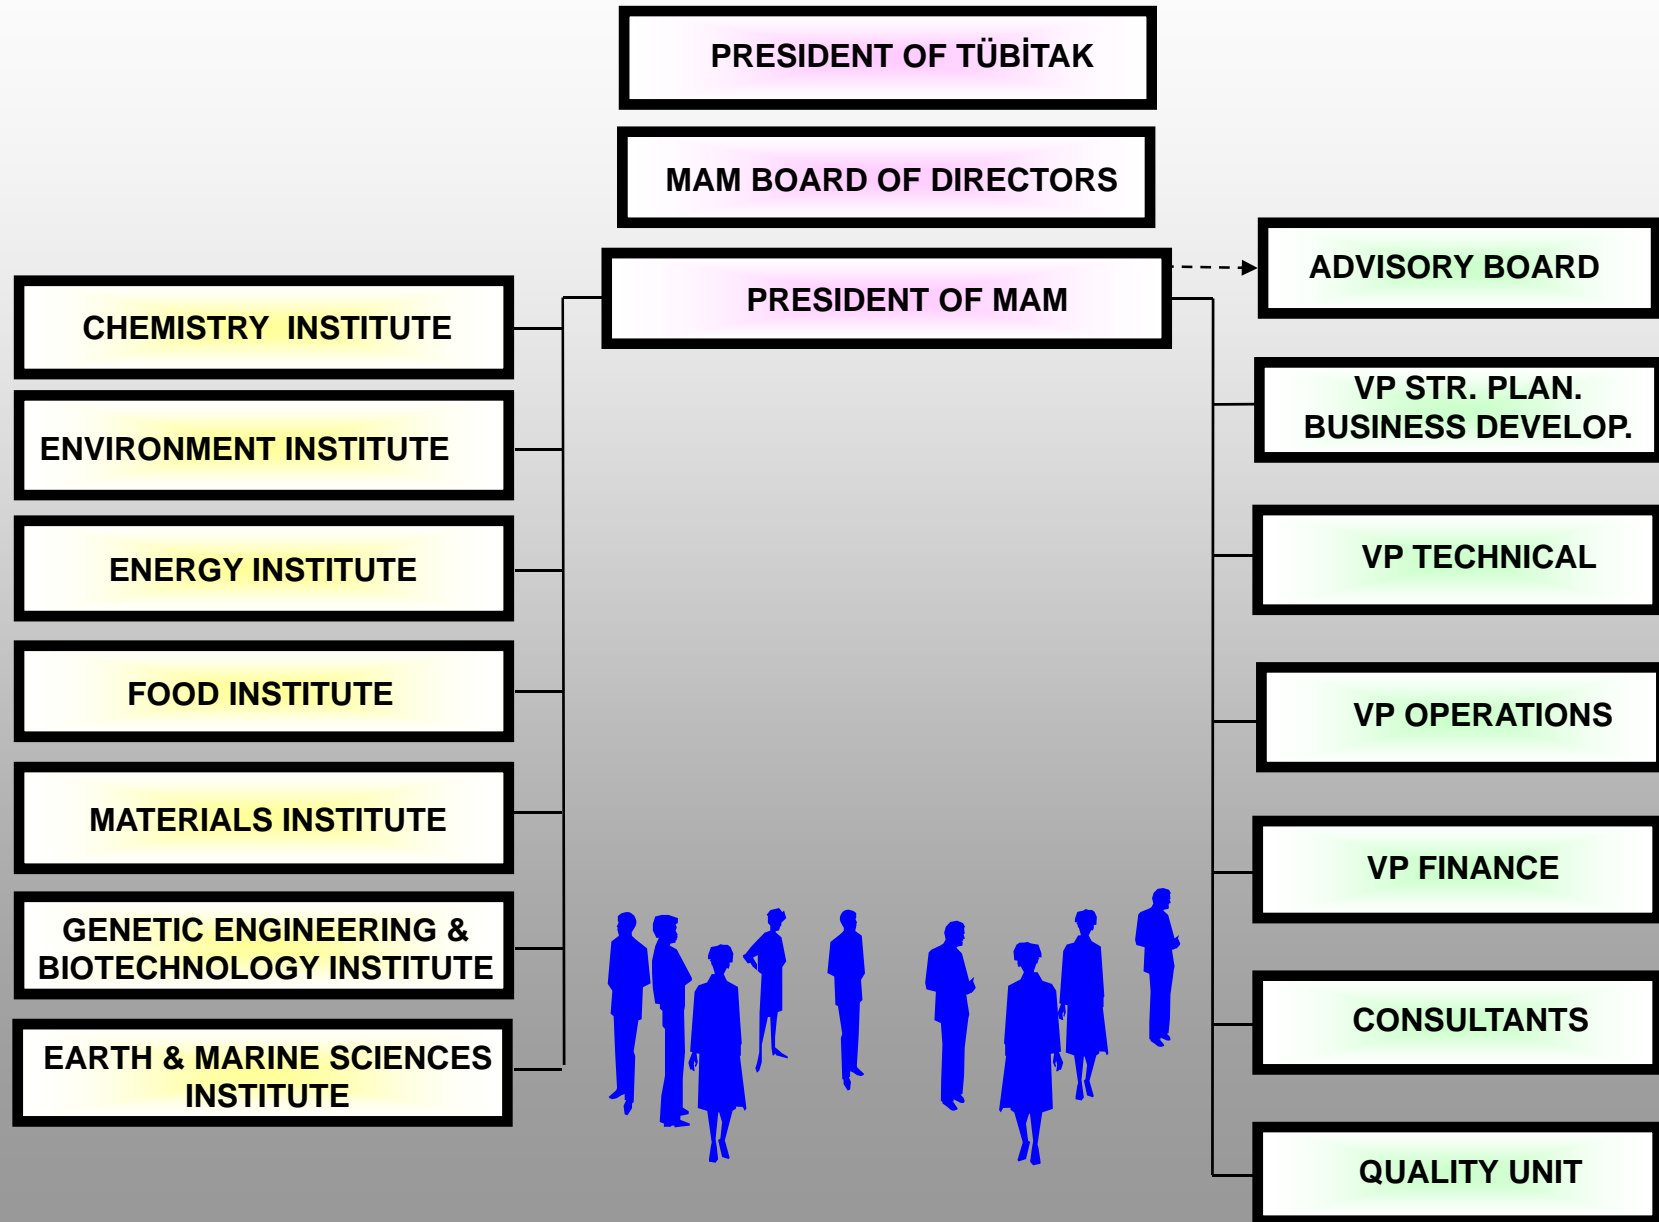 PRESIDENT OF TÜBİTAK
MAM BOARD OF DIRECTORS
PRESIDENT OF MAM
CHEMISTRY INSTITUTE
ENVIRONMENT INSTITUTE
ENERGY INSTITUTE
FOOD INSTITUTE
MATERIALS INSTITUTE
GENETIC ENGINEERING &
BIOTECHNOLOGY INSTITUTE
EARTH & MARINE SCIENCES
INSTITUTE
ADVISORY BOARD
VP STR. PLAN.
BUSINESS DEVELOP.
VP TECHNICAL
VP OPERATIONS
VP FINANCE
CONSULTANTS
QUALITY UNIT